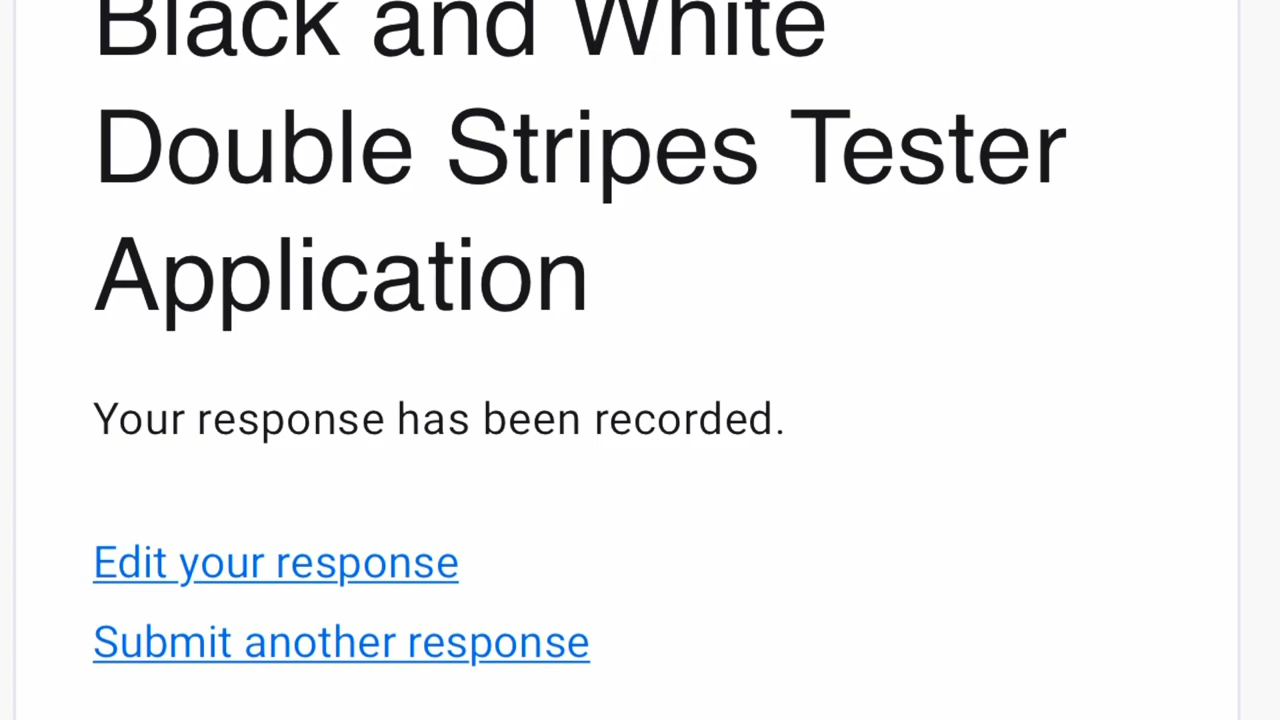 Black and White
Double Stripes Tester
Application
Your response has been recorded.
Edit your response
Submit another response